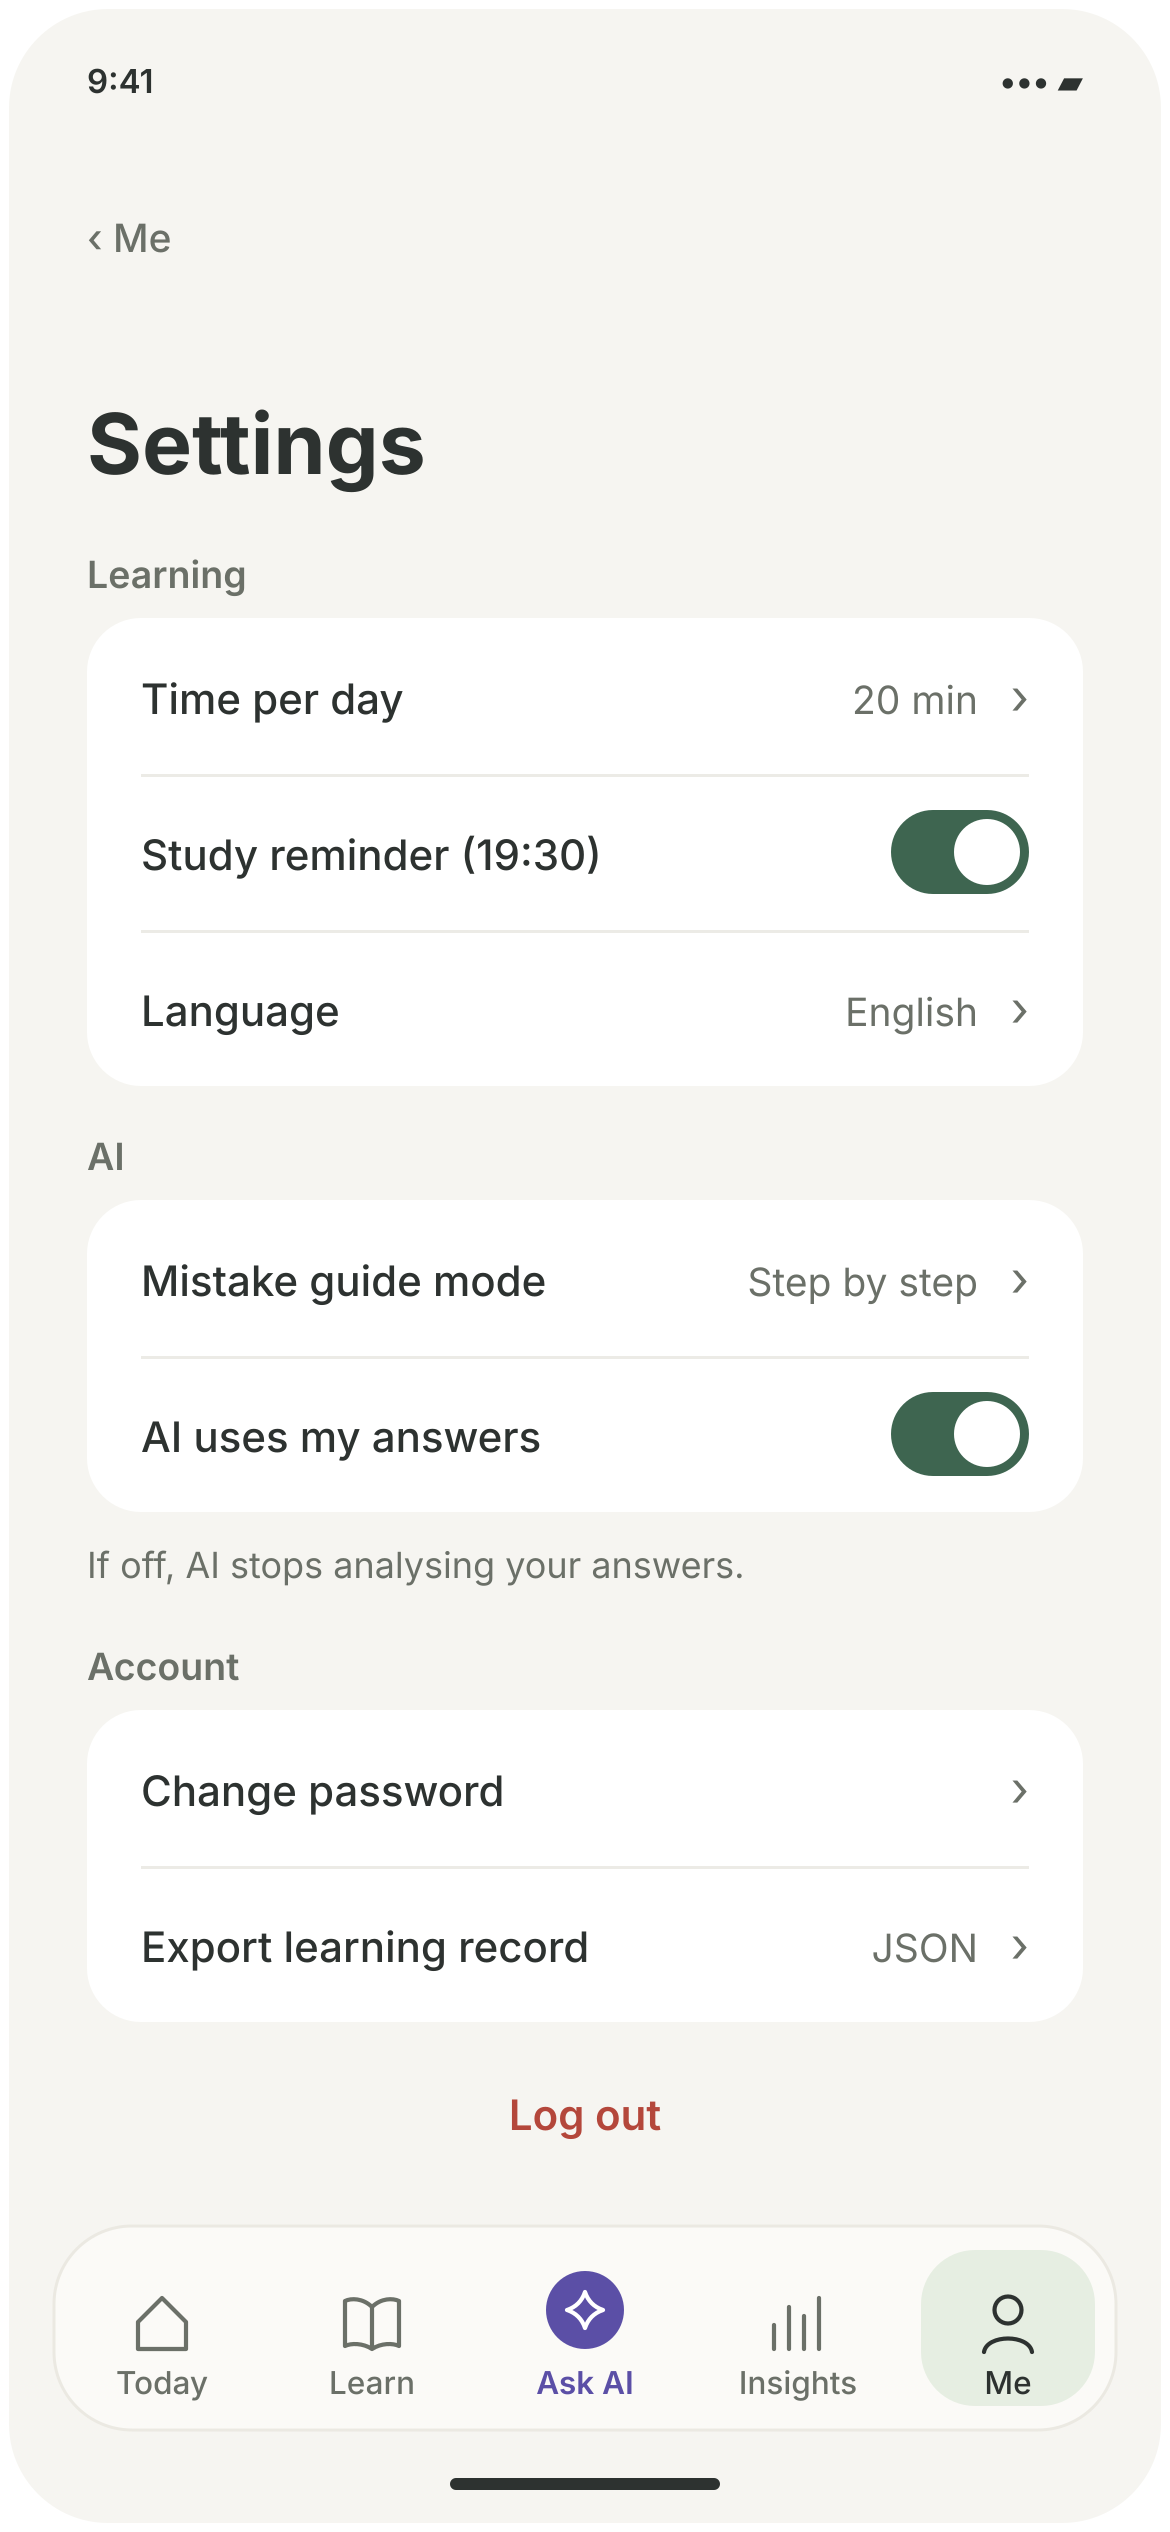 9:41
‹ Me
Settings
Learning
Time per day 20 min ›
Study reminder (19:30)
Language English ›
AI
Mistake guide mode Step by step ›
AI uses my answers
If off, AI stops analysing your answers.
Account
Change password ›
Export learning record JSON ›
Log out
Today Learn Ask AI Insights Me